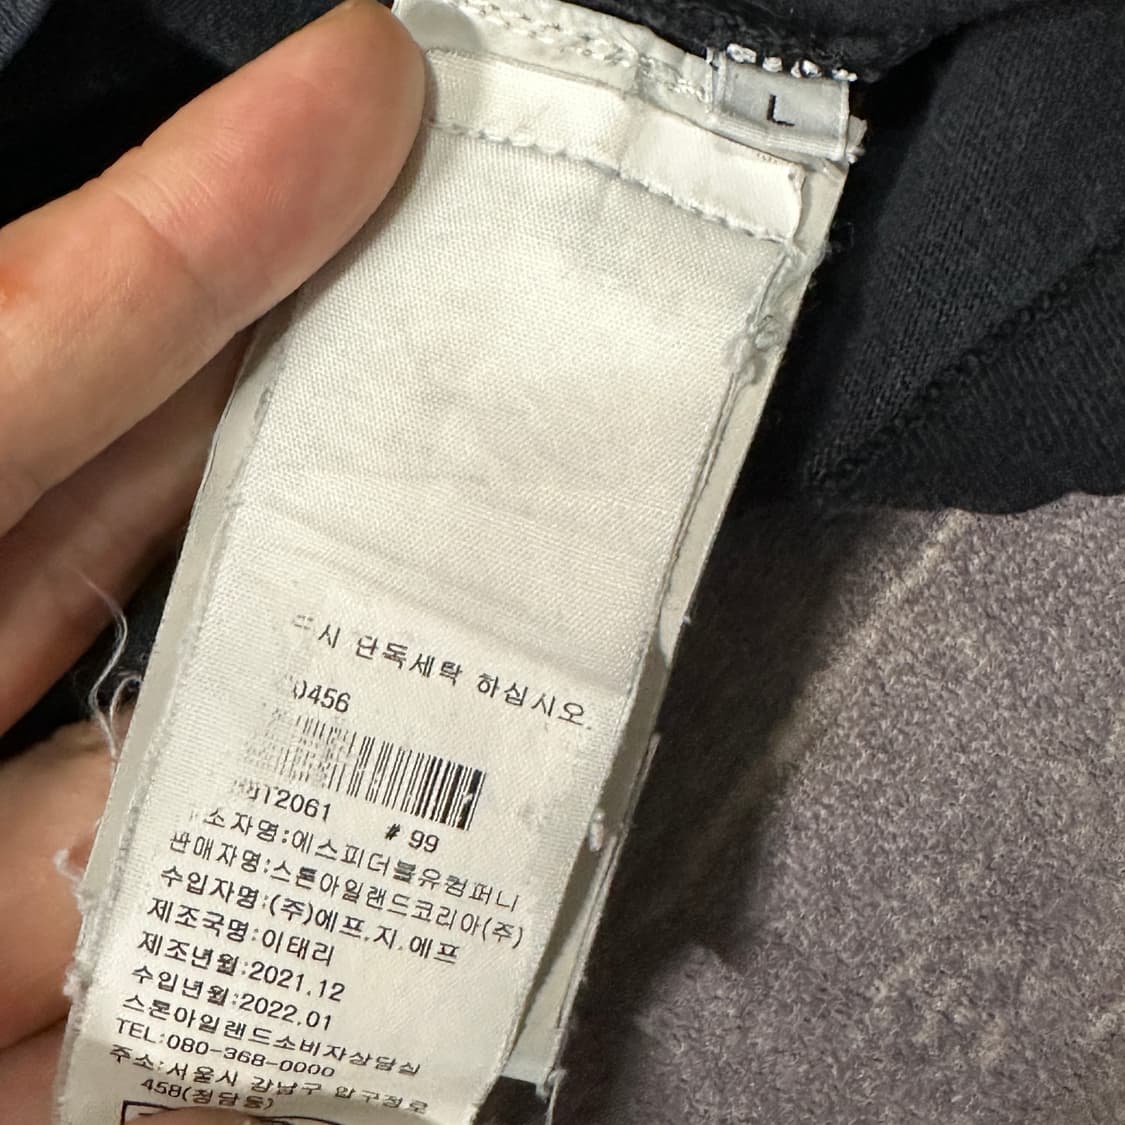 L
시 단독세탁 하십시오.
0456
12061
# 99
소자명:에스피더블유컴퍼니
판매자명:스톤아일랜드코리아(주)
수입자명:(주)에프.지.에프
제조국명:이태리
제조년월:2021.12
수입년월:2022.01
스톤아일랜드소비자상담실
TEL:080-368-0000
주소:서울시 강남구 압구정로
458(청담동)